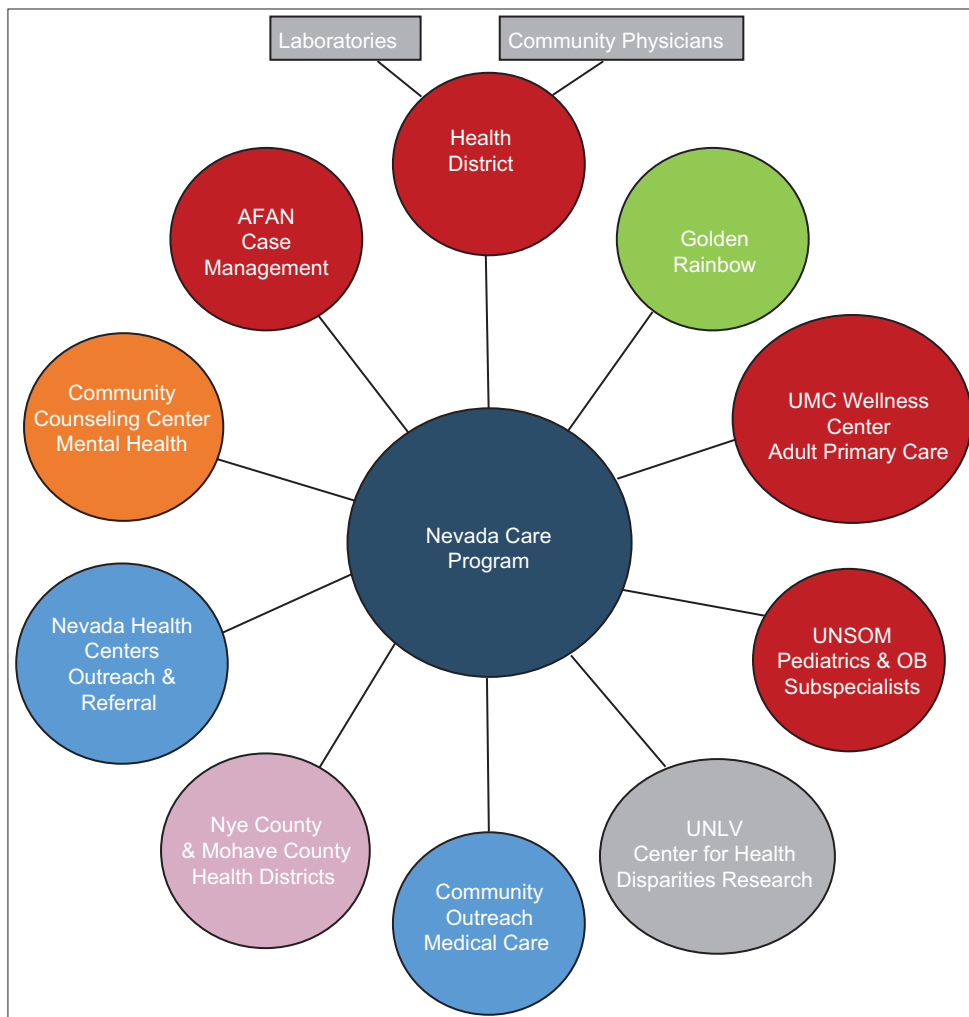 Laboratories
Community Physicians
Health
District
AFAN
Case
Management
Golden
Rainbow
Community
Counseling Center
Mental Health
UMC Wellness
Center
Adult Primary Care
Nevada Care
Program
Nevada Health
Centers
Outreach &
Referral
UNSOM
Pediatrics & OB
Subspecialists
Nye County
& Mohave County
Health Districts
Community
Outreach
Medical Care
UNLV
Center for Health
Disparities Research